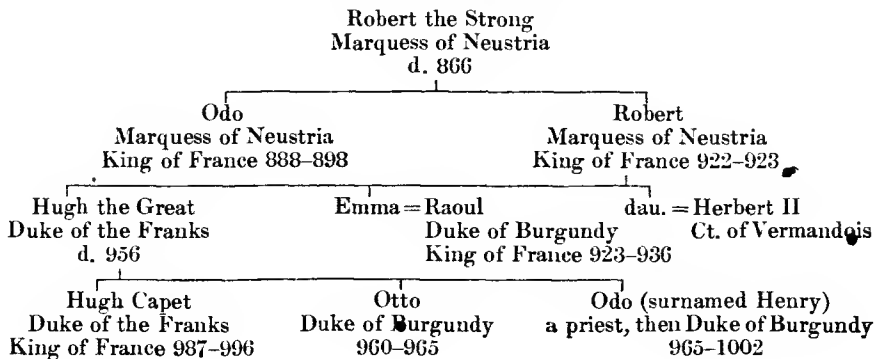 Robert the Strong
Marquess of Neustria
d. 866
Odo Robert
Marquess of Neustria Marquess of Neustria
King of France 888–898 King of France 922–923
Hugh the Great Emma = Raoul dau. = Herbert II
Duke of the Franks Duke of Burgundy Ct. of Vermandois
d. 956 King of France 923–936
Hugh Capet Otto Odo (surnamed Henry)
Duke of the Franks Duke of Burgundy a priest, then Duke of Burgundy
King of France 987–996 960–965 965–1002